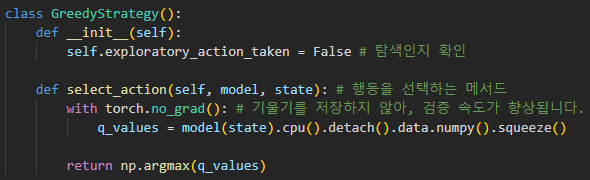 class GreedyStrategy():
    def __init__(self):
        self.exploratory_action_taken = False # 탐색인지 확인

    def select_action(self, model, state): # 행동을 선택하는 메서드
        with torch.no_grad(): # 기울기를 저장하지 않아, 검증 속도가 향상됩니다.
            q_values = model(state).cpu().detach().data.numpy().squeeze()

        return np.argmax(q_values)